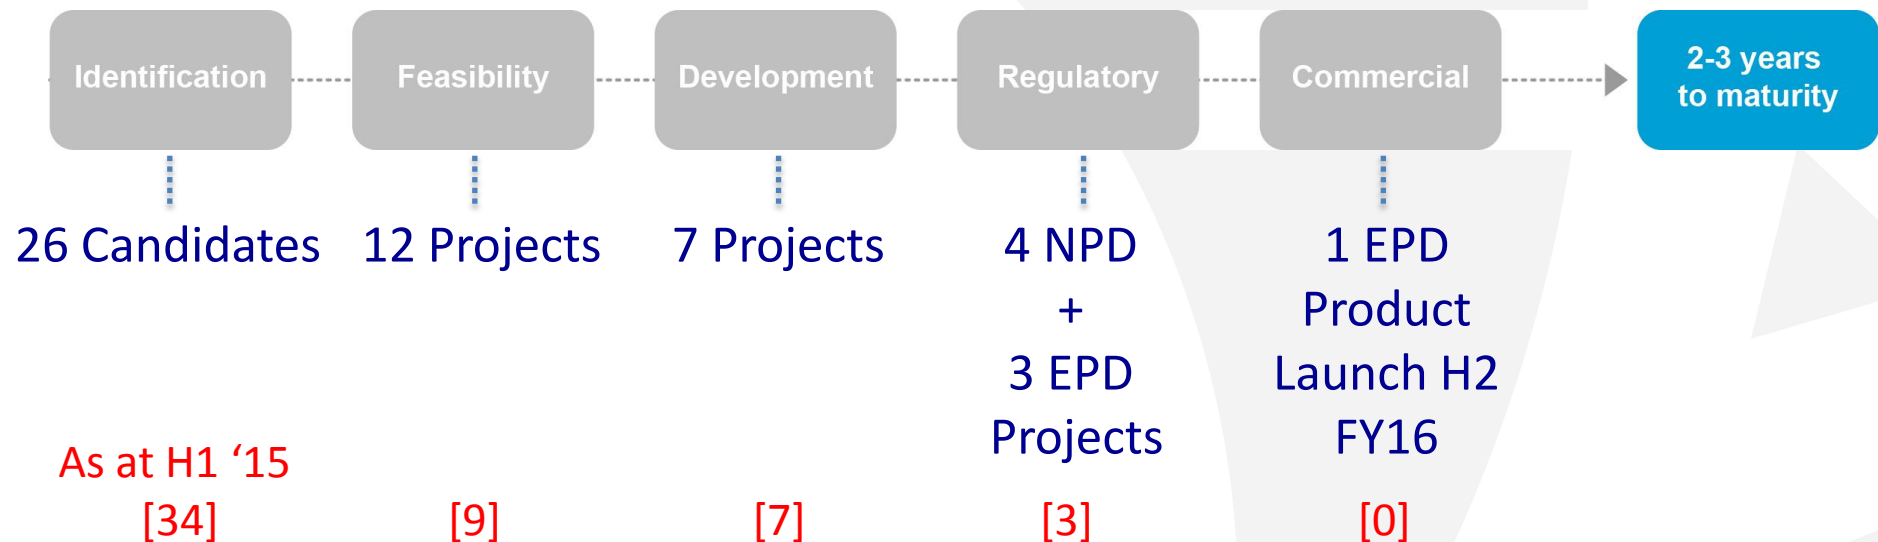 Identification
Feasibility
Development
Regulatory
Commercial
2-3 years
to maturity
26 Candidates
12 Projects
7 Projects
4 NPD
+
3 EPD
Projects
1 EPD
Product
Launch H2
FY16
As at H1 ‘15
[34]
[9]
[7]
[3]
[0]